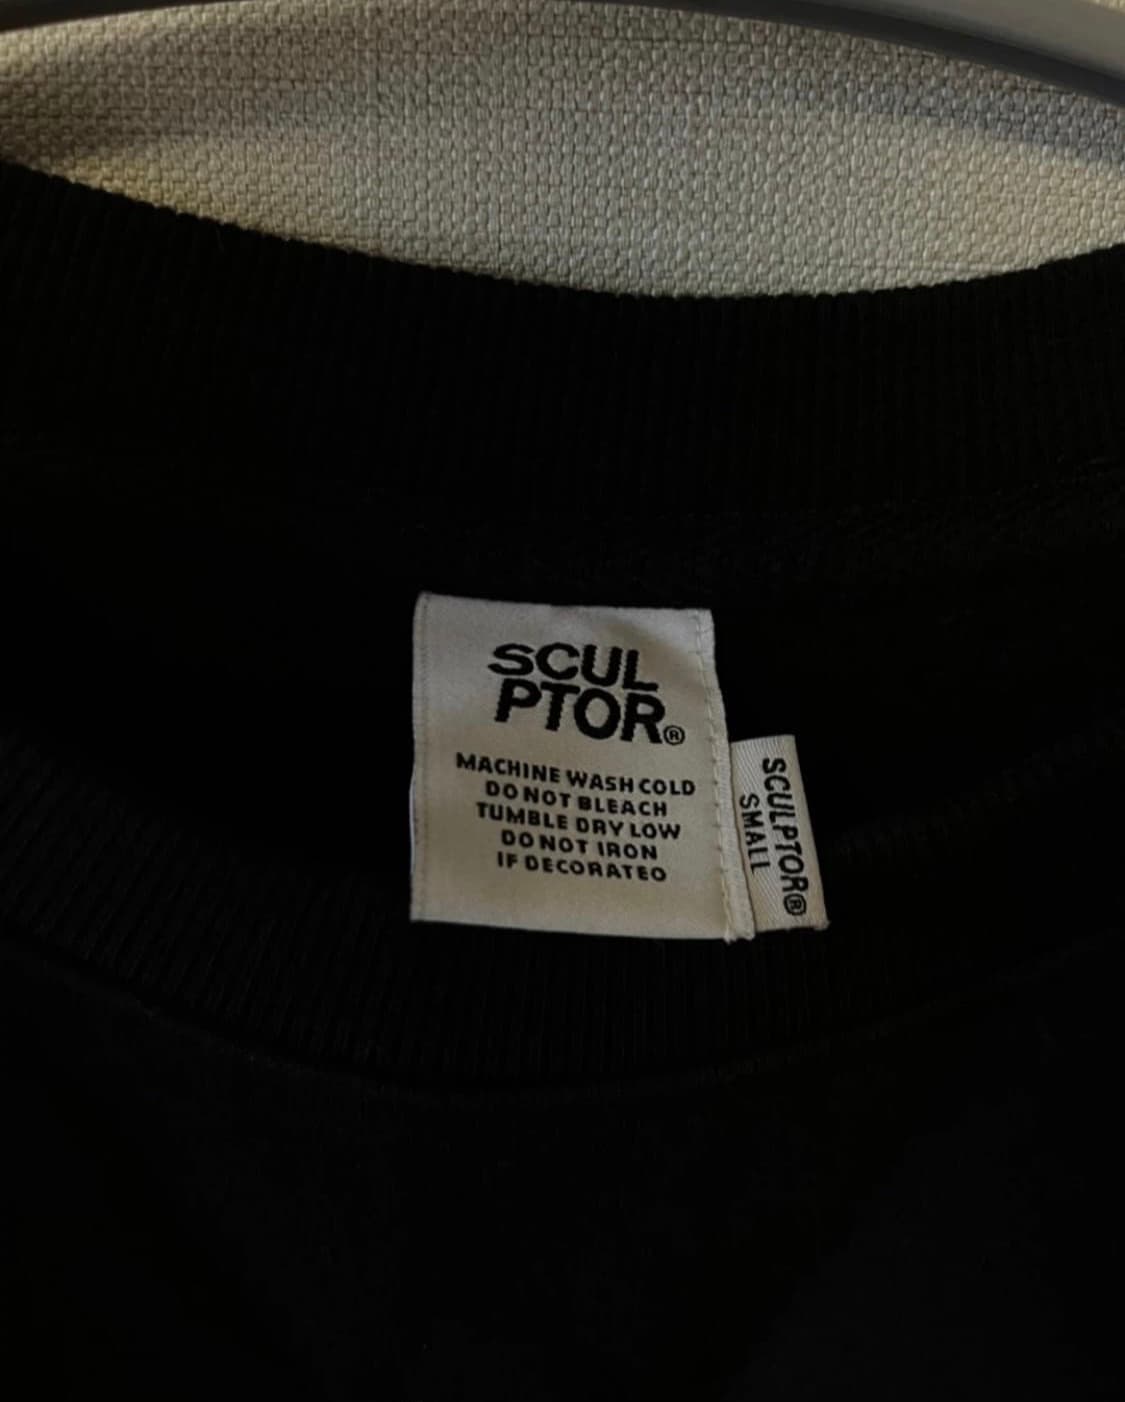 SCUL
PTOR®
MACHINE WASH COLD
DO NOT BLEACH
TUMBLE DRY LOW
DO NOT IRON
IF DECORATED
SCULPTOR®
SMALL